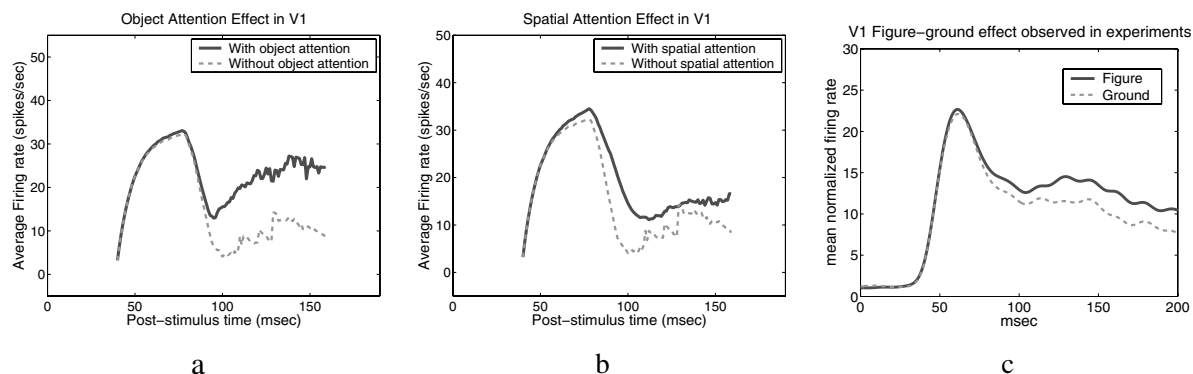 Object Attention Effect in V1
Average Firing rate (spikes/sec)
50
40
30
20
10
0
With object attention
Without object attention
0
50
100
150
Post-stimulus time (msec)
a
Spatial Attention Effect in V1
Average Firing rate (spikes/sec)
50
40
30
20
10
0
With spatial attention
Without spatial attention
0
50
100
150
Post-stimulus time (msec)
b
V1 Figure-ground effect observed in experiments
mean normalized firing rate
30
25
20
15
10
5
0
Figure
Ground
0
50
100
150
200
msec
c